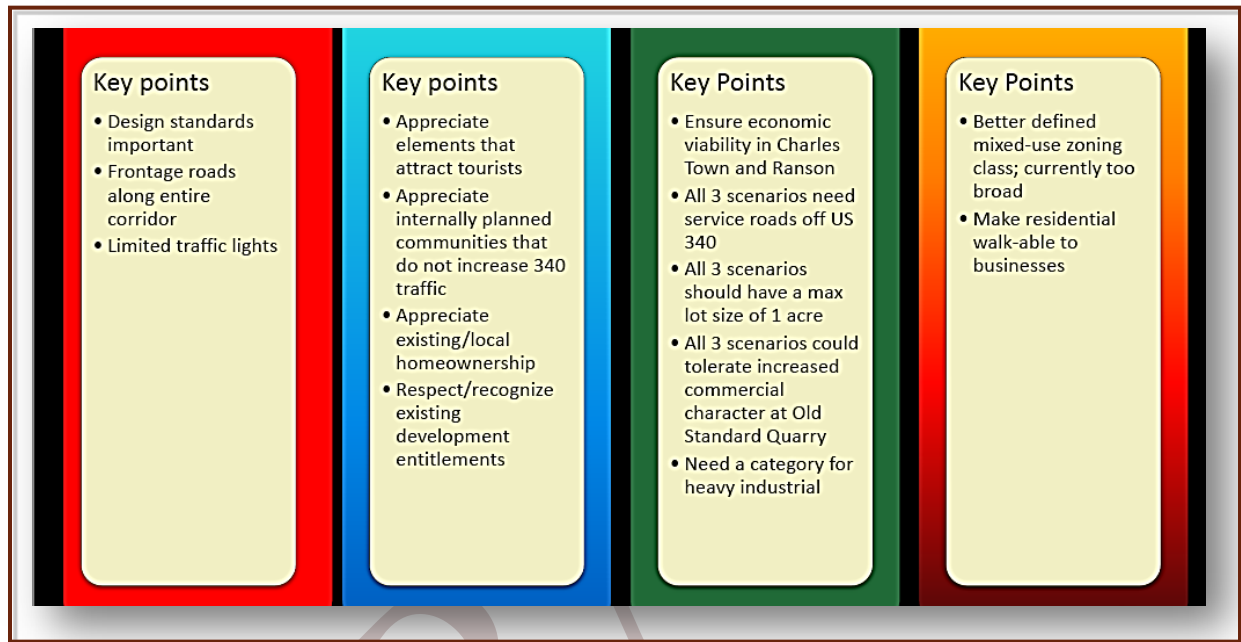 Key points
• Design standards
important
• Frontage roads
along entire
corridor
• Limited traffic lights
Key points
• Appreciate
elements that
attract tourists
• Appreciate
internally planned
communities that
do not increase 340
traffic
• Appreciate
existing/local
homeownership
• Respect/recognize
existing
development
entitlements
Key Points
• Ensure economic
viability in Charles
Town and Ranson
• All 3 scenarios need
service roads off US
340
• All 3 scenarios
should have a max
lot size of 1 acre
• All 3 scenarios could
tolerate increased
commercial
character at Old
Standard Quarry
• Need a category for
heavy industrial
Key Points
• Better defined
mixed-use zoning
class; currently too
broad
• Make residential
walk-able to
businesses